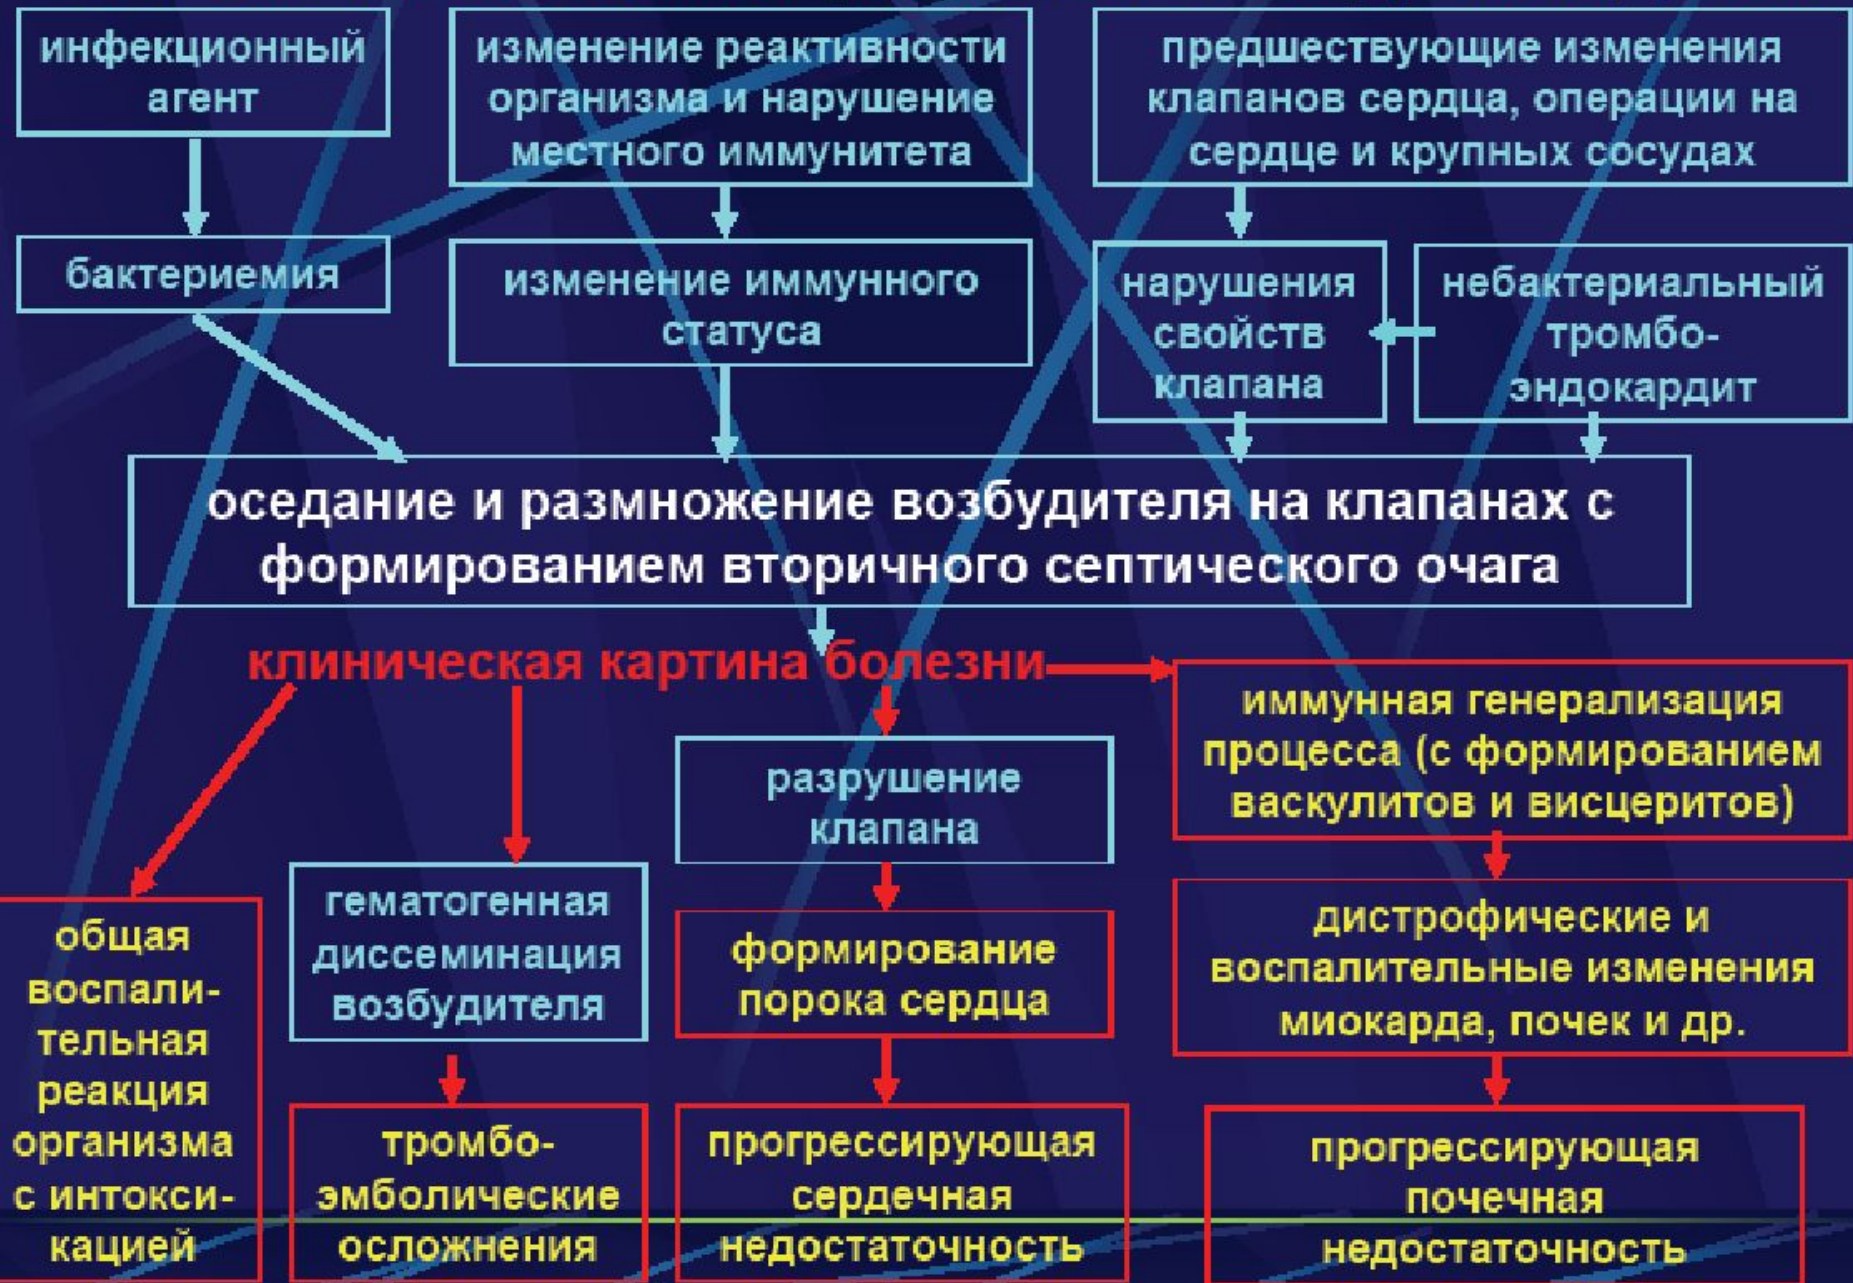 инфекционный
агент
изменение реактивности
организма и нарушение
местного иммунитета
предшествующие изменения
клапанов сердца, операции на
сердце и крупных сосудах
бактериемия
изменение иммунного
статуса
нарушения
свойств
клапана
небактериальный
тромбо-
эндокардит
оседание и размножение возбудителя на клапанах с
формированием вторичного септического очага
клиническая картина болезни
общая
воспали-
тельная
реакция
организма
с интокси-
кацией
гематогенная
диссеминация
возбудителя
тромбо-
эмболические
осложнения
разрушение
клапана
формирование
порока сердца
прогрессирующая
сердечная
недостаточность
иммунная генерализация
процесса (с формированием
васкулитов и висцеритов)
дистрофические и
воспалительные изменения
миокарда, почек и др.
прогрессирующая
почечная
недостаточность